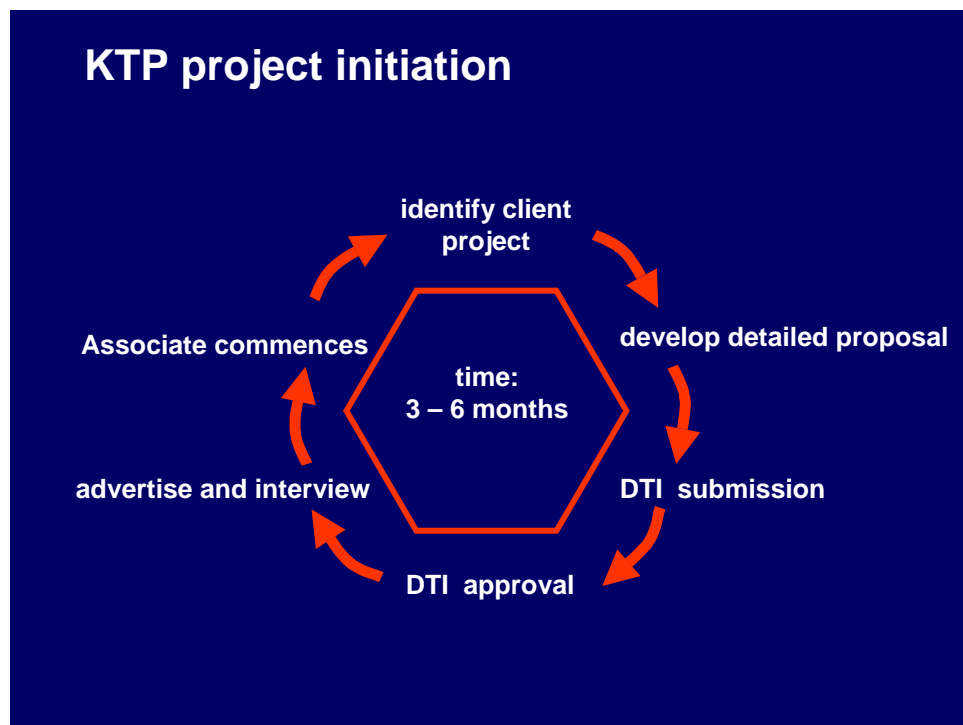 KTP project initiation
identify client
project
develop detailed proposal
DTI  submission
DTI  approval
advertise and interview
Associate commences
time:
3 – 6 months